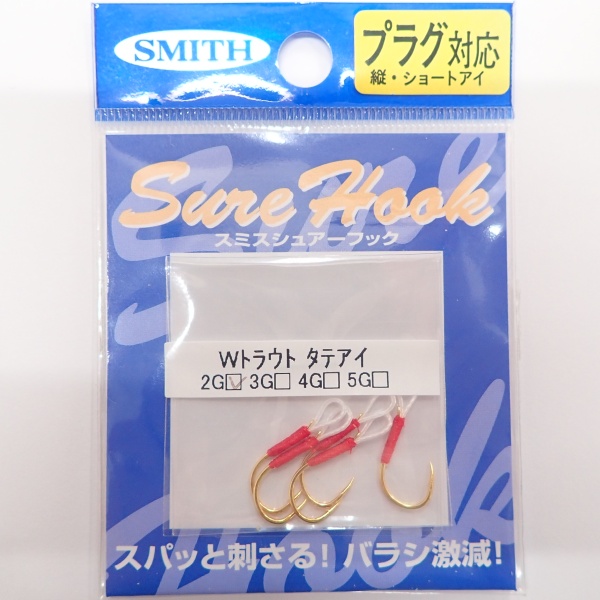 SMITH
プラグ対応
縦・ショートアイ
Sure Hook
スミスシュアーフック
Wトラウト タテアイ
2G☑3G□ 4G□ 5G□
スパッと刺さる! バラシ激減!